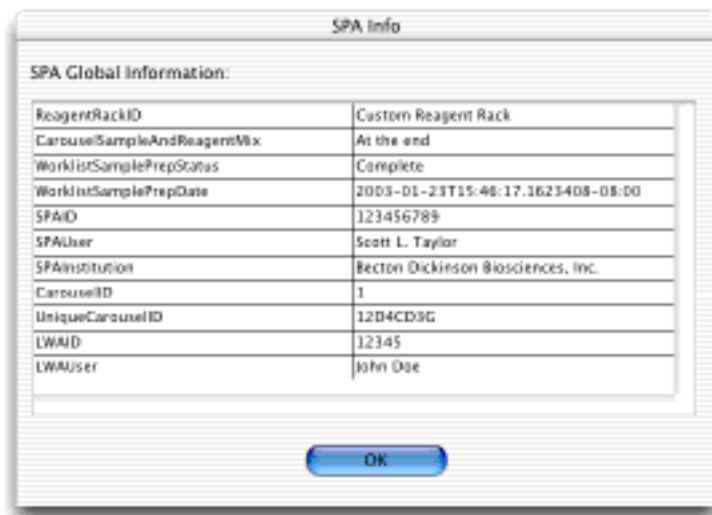 SPA Info
SPA Global Information:
ReagentRackID Custom Reagent Rack
CarouselSampleAndReagentMix At the end
WorklistSamplePrepStatus Complete
WorklistSamplePrepDate 2003-01-23T15:46:17.1623408-08:00
SPAID 123456789
SPAUser Scott L. Taylor
SPAInstitution Becton Dickinson Biosciences, Inc.
CarouselID 1
UniqueCarouselID 12B4CD3G
LWAID 12345
LWAUser John Doe
OK